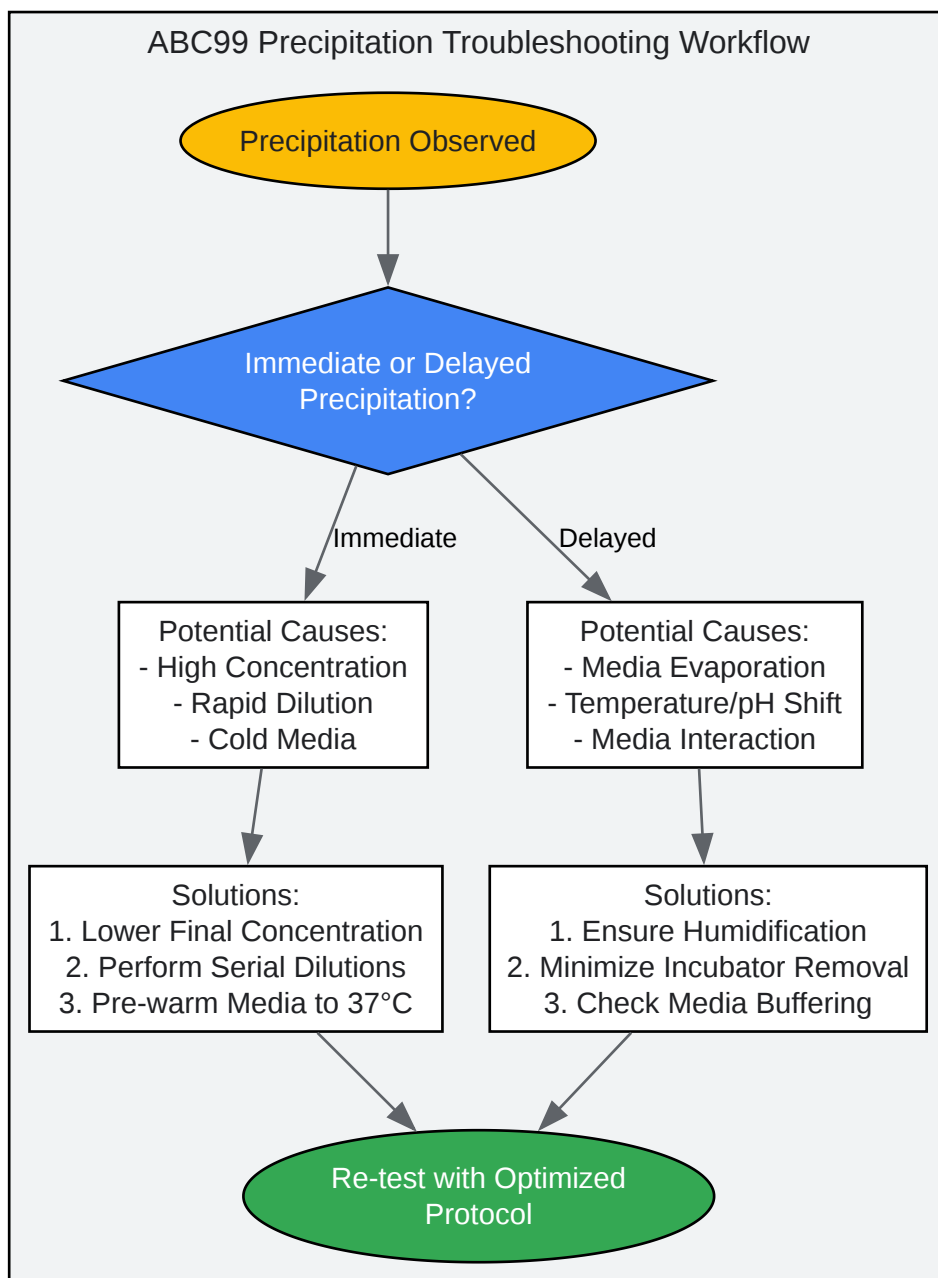 ABC99 Precipitation Troubleshooting Workflow
Precipitation Observed
Immediate or Delayed
Precipitation?
Immediate
Delayed
Potential Causes:
- High Concentration
- Rapid Dilution
- Cold Media
Potential Causes:
- Media Evaporation
- Temperature/pH Shift
- Media Interaction
Solutions:
1. Lower Final Concentration
2. Perform Serial Dilutions
3. Pre-warm Media to 37°C
Solutions:
1. Ensure Humidification
2. Minimize Incubator Removal
3. Check Media Buffering
Re-test with Optimized
Protocol